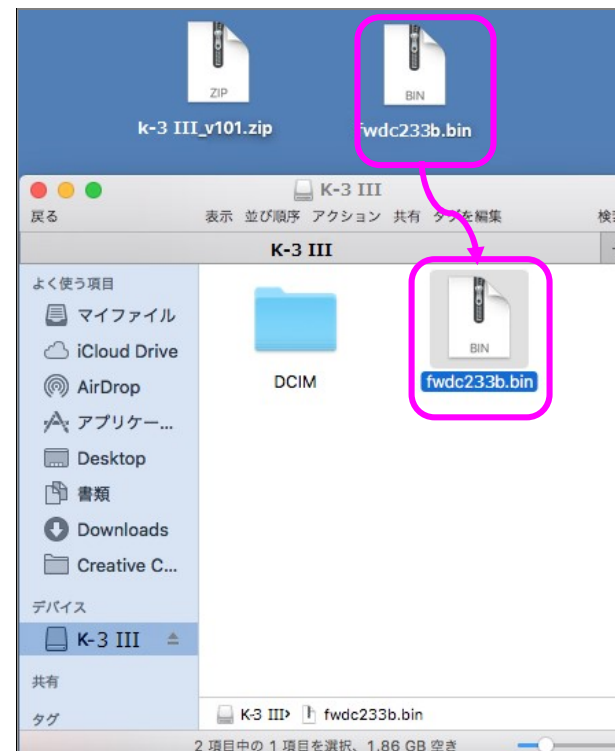 ZIP
BIN
k-3 III_v101.zip
fwdc233b.bin
K-3 III
戻る
表示 並び順序 アクション 共有 タグを編集
K-3 III
よく使う項目
マイファイル
iCloud Drive
AirDrop
アプリケー...
Desktop
書類
Downloads
Creative C...
デバイス
K-3 III
共有
タグ
DCIM
BIN
fwdc233b.bin
K-3 III› fwdc233b.bin
2 項目中の 1 項目を選択、1.86 GB 空き